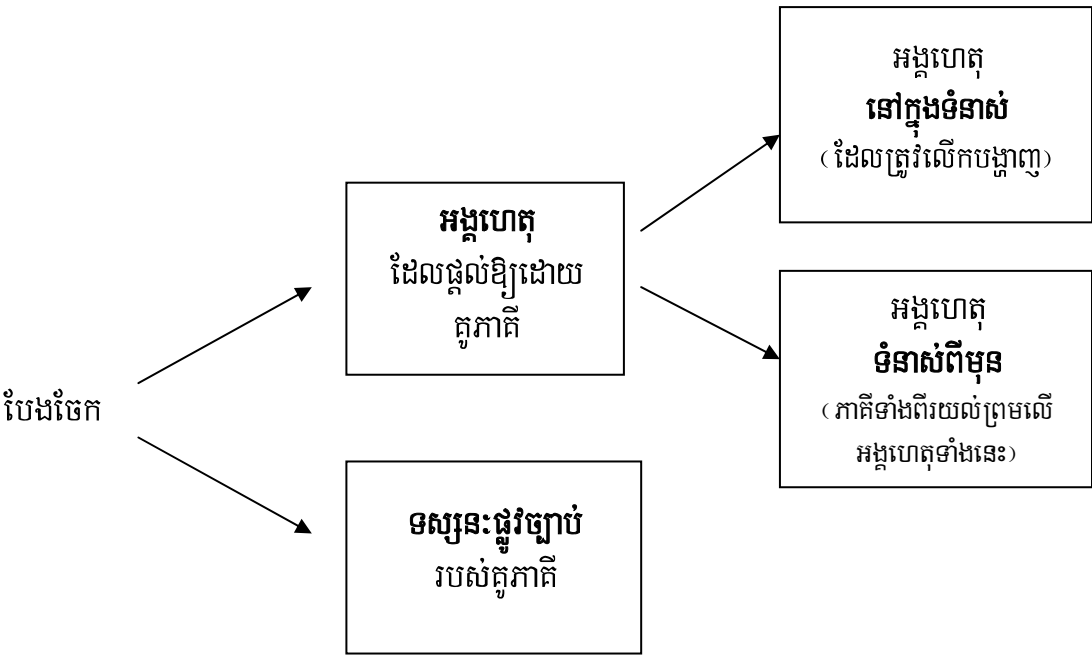 បែងចែក
អង្គហេតុ
ដែលផ្តល់ឱ្យដោយ
គូភាគី
ទស្សនះផ្លូវច្បាប់
របស់គូភាគី
អង្គហេតុ
នៅក្នុងទំនាស់
(ដែលត្រូវលើកបង្ហាញ)
អង្គហេតុ
ទំនាស់ពីមុន
(ភាគីទាំងពីរយល់ព្រមលើ
អង្គហេតុទាំងនេះ)